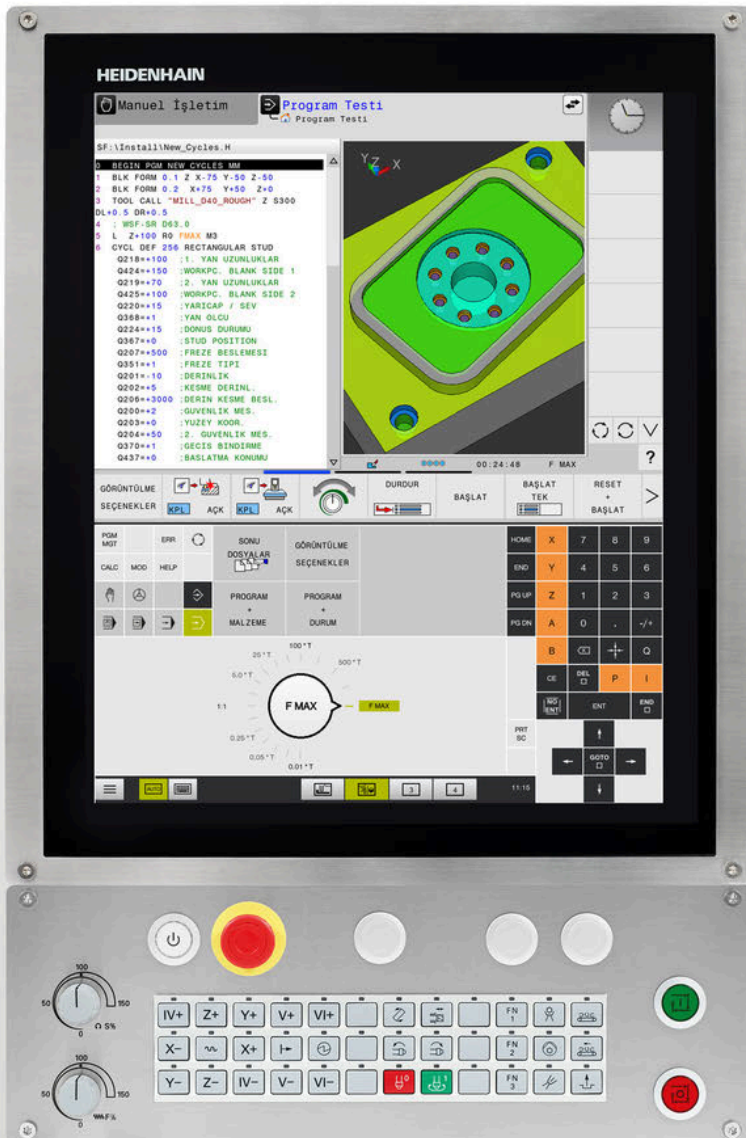 HEIDENHAIN
Manuel İşletim
Program Testi
Program Testi
SF:\Install\New_Cycles.H
0 BEGIN PGM NEW_CYCLES MM
1 BLK FORM 0.1 Z X-75 Y-50 Z-50
2 BLK FORM 0.2 X+75 Y+50 Z+0
3 TOOL CALL "MILL_D40_ROUGH" Z S300
DL+0.5 DR+0.5
4 ; WSF-SR D63.0
5 L Z+100 R0 FMAX M3
6 CYCL DEF 256 RECTANGULAR STUD
Q218=+100 ;1. YAN UZUNLUKLAR
Q424=+150 ;WORKPC. BLANK SIDE 1
Q219=+70 ;2. YAN UZUNLUKLAR
Q425=+100 ;WORKPC. BLANK SIDE 2
Q220=+15 ;YARICAP / SEV
Q368=+1 ;YAN OLCU
Q224=+15 ;DONUS DURUMU
Q367=+0 ;STUD POSITION
Q207=+500 ;FREZE BESLEMESI
Q351=+1 ;FREZE TIPI
Q201=-10 ;DERINLIK
Q202=+5 ;KESME DERINL.
Q206=+3000 ;DERIN KESME BESL.
Q200=+2 ;GUVENLIK MES.
Q203=+0 ;YUZEY KOOR.
Q204=+50 ;2. GUVENLIK MES.
Q370=+1 ;GECIS BINDIRME
Q437=+0 ;BASLATMA KONUMU
Y Z X
00:24:48 F MAX
?
GÖRÜNTÜLME
SEÇENEKLER
KPL AÇK
KPL AÇK
DURDUR
BAŞLAT
BAŞLAT
TEK
RESET
+
BAŞLAT
PGM
MGT
ERR
CALC MOD HELP
SONU
DOSYALAR
GÖRÜNTÜLME
SEÇENEKLER
PROGRAM
+
MALZEME
PROGRAM
+
DURUM
HOME X 7 8 9
END Y 4 5 6
PG UP Z 1 2 3
PG DN A 0 . -/+
B Q
CE DEL P I
NO
ENT
ENT
END
PRT
SC
GOTO
100*T
20*T
500*T
5.0*T
1:1
F MAX
F MAX
0.25*T
0.05*T
0.01*T
AUTO
3
4
11:15
100
50
150
0
S%
100
50
150
0
F%
IV+ Z+ Y+ V+ VI+
FN
1
X- X+
FN
2
Y- Z- IV- V- VI-
0
1
FN
3